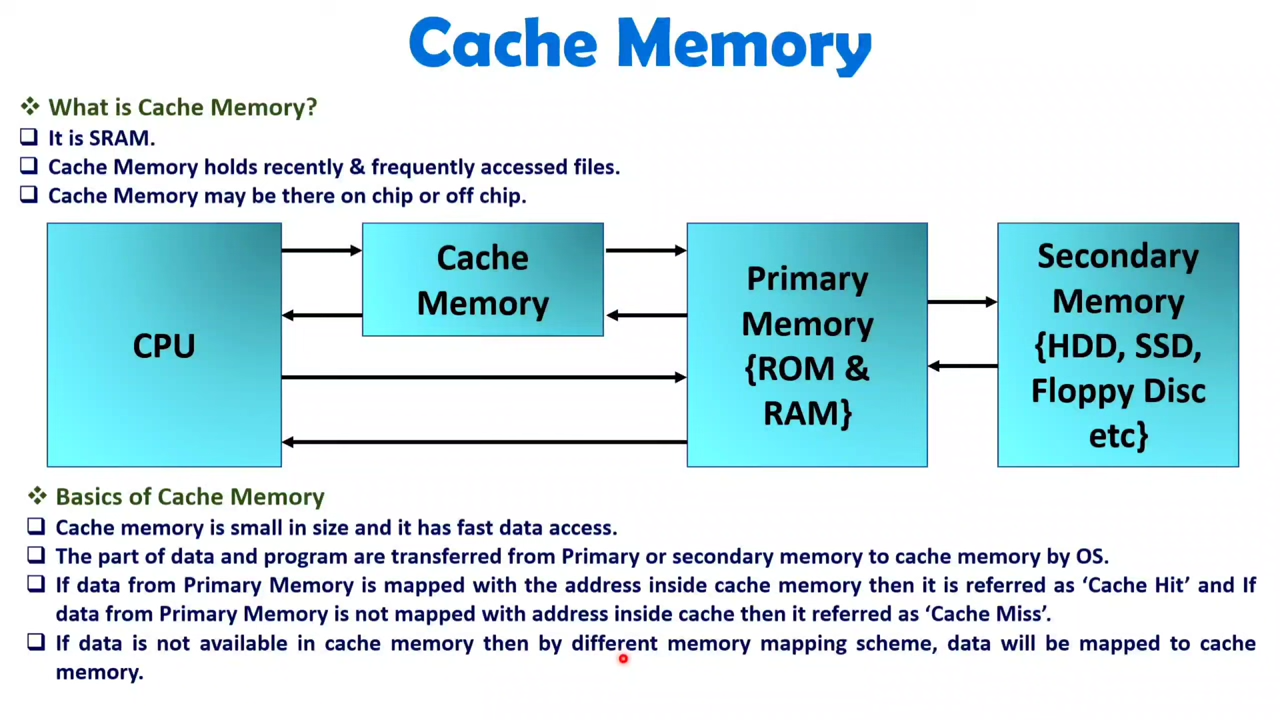 Cache Memory
❖ What is Cache Memory?
❑ It is SRAM.
❑ Cache Memory holds recently & frequently accessed files.
❑ Cache Memory may be there on chip or off chip.
CPU
Cache
Memory
Primary
Memory
{ROM &
RAM}
Secondary
Memory
{HDD, SSD,
Floppy Disc
etc}
❖ Basics of Cache Memory
❑ Cache memory is small in size and it has fast data access.
❑ The part of data and program are transferred from Primary or secondary memory to cache memory by OS.
❑ If data from Primary Memory is mapped with the address inside cache memory then it is referred as ‘Cache Hit’ and If
data from Primary Memory is not mapped with address inside cache then it referred as ‘Cache Miss’.
❑ If data is not available in cache memory then by different memory mapping scheme, data will be mapped to cache
memory.